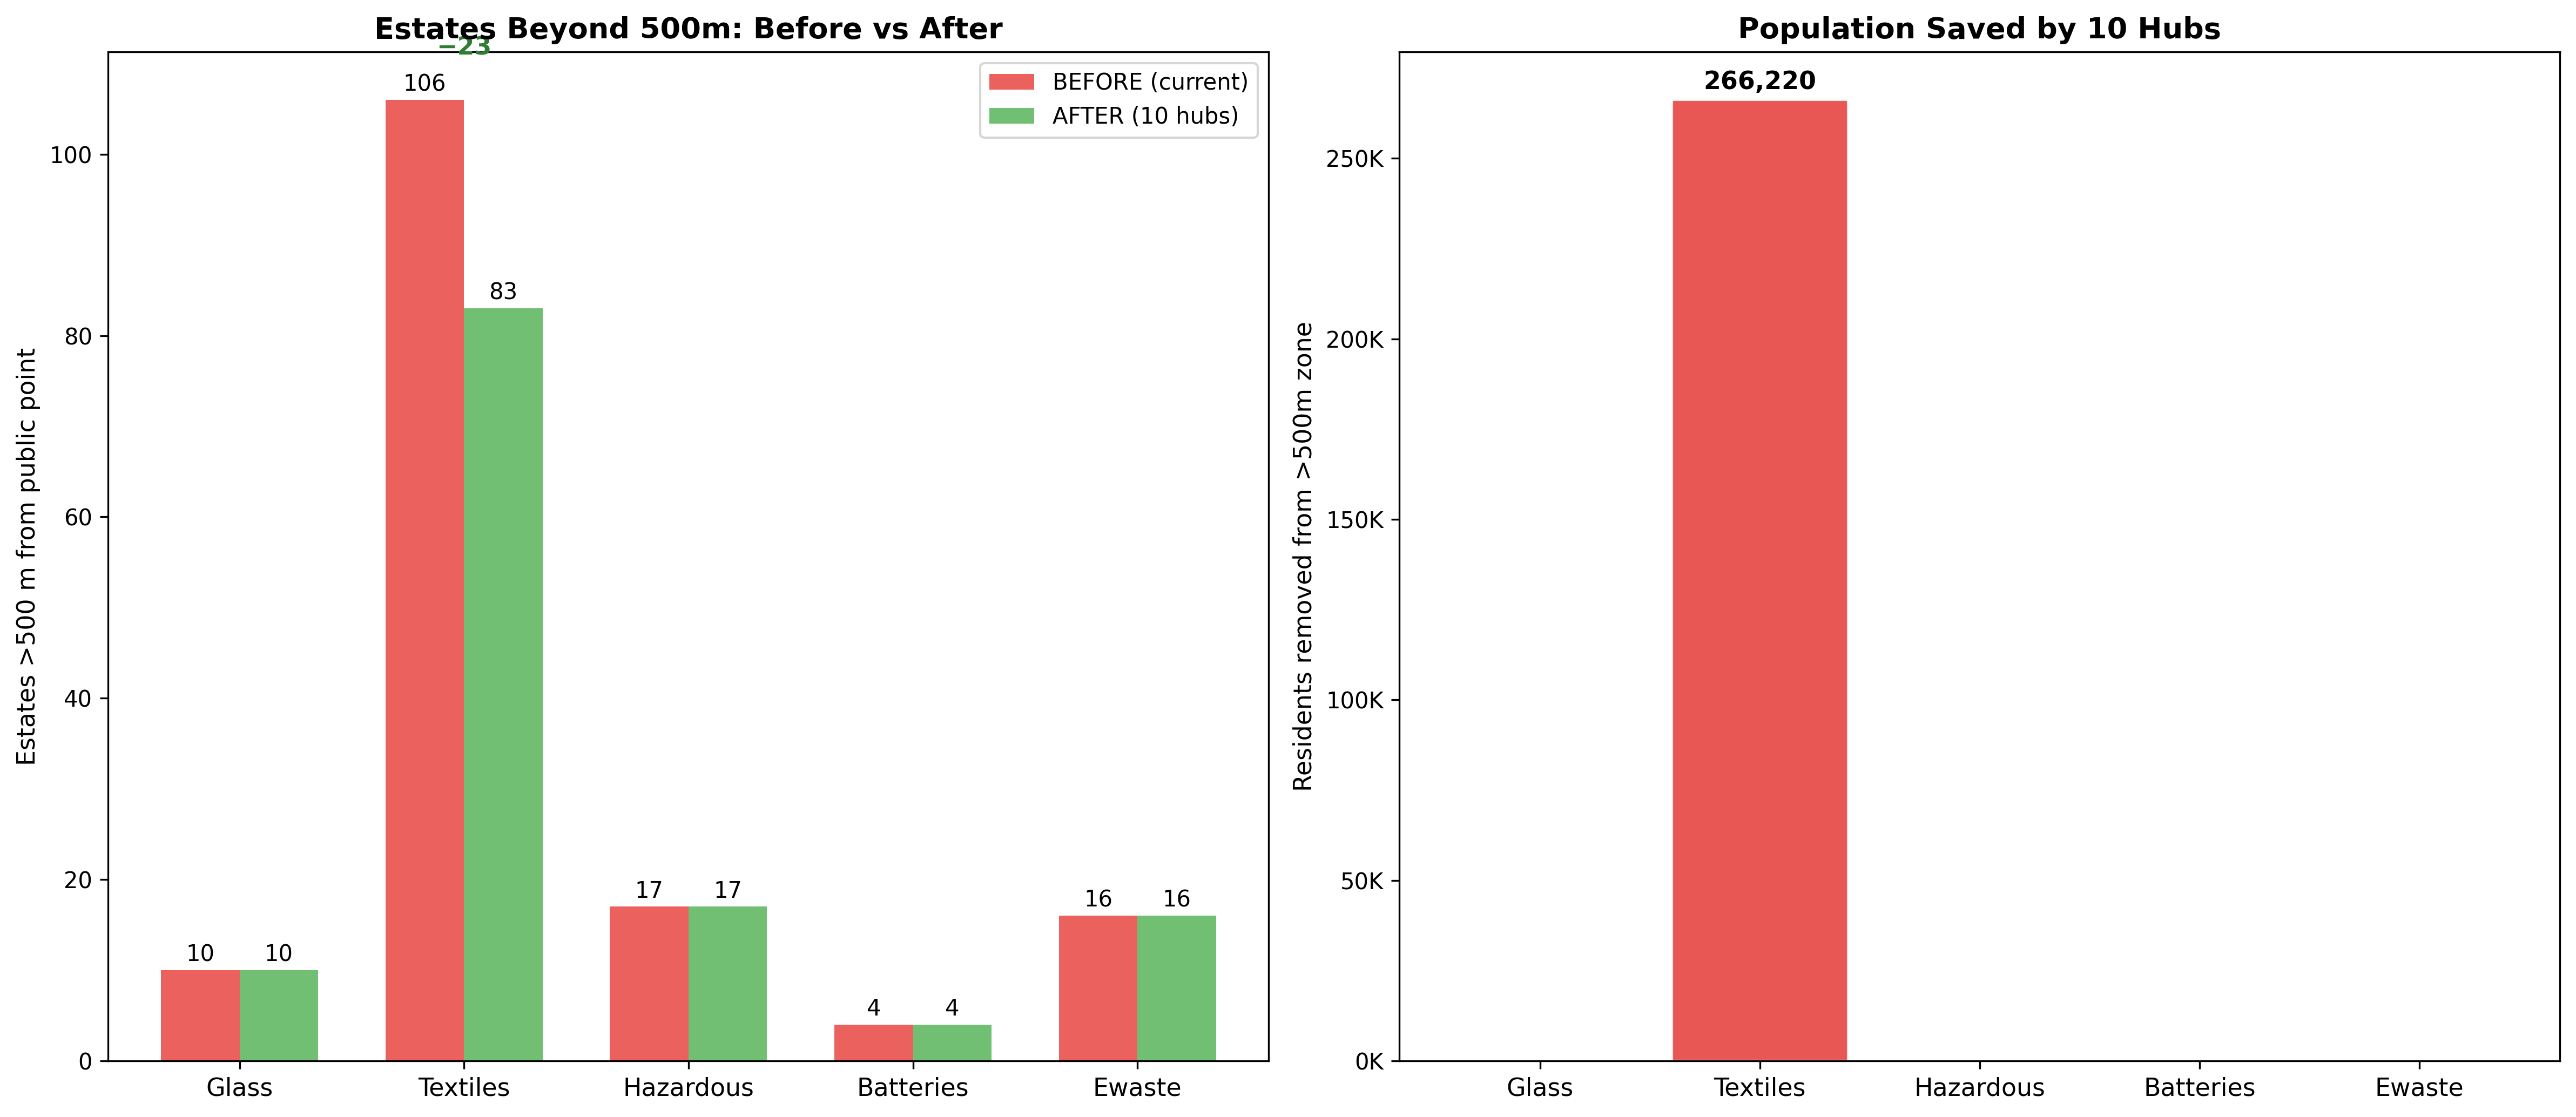 Estates Beyond 500m: Before vs After
−23
BEFORE (current)
AFTER (10 hubs)
Estates >500 m from public point
100
80
60
40
20
0
106
83
10
10
17
17
4
4
16
16
Glass
Textiles
Hazardous
Batteries
Ewaste
Population Saved by 10 Hubs
Residents removed from >500m zone
250K
200K
150K
100K
50K
0K
266,220
Glass
Textiles
Hazardous
Batteries
Ewaste